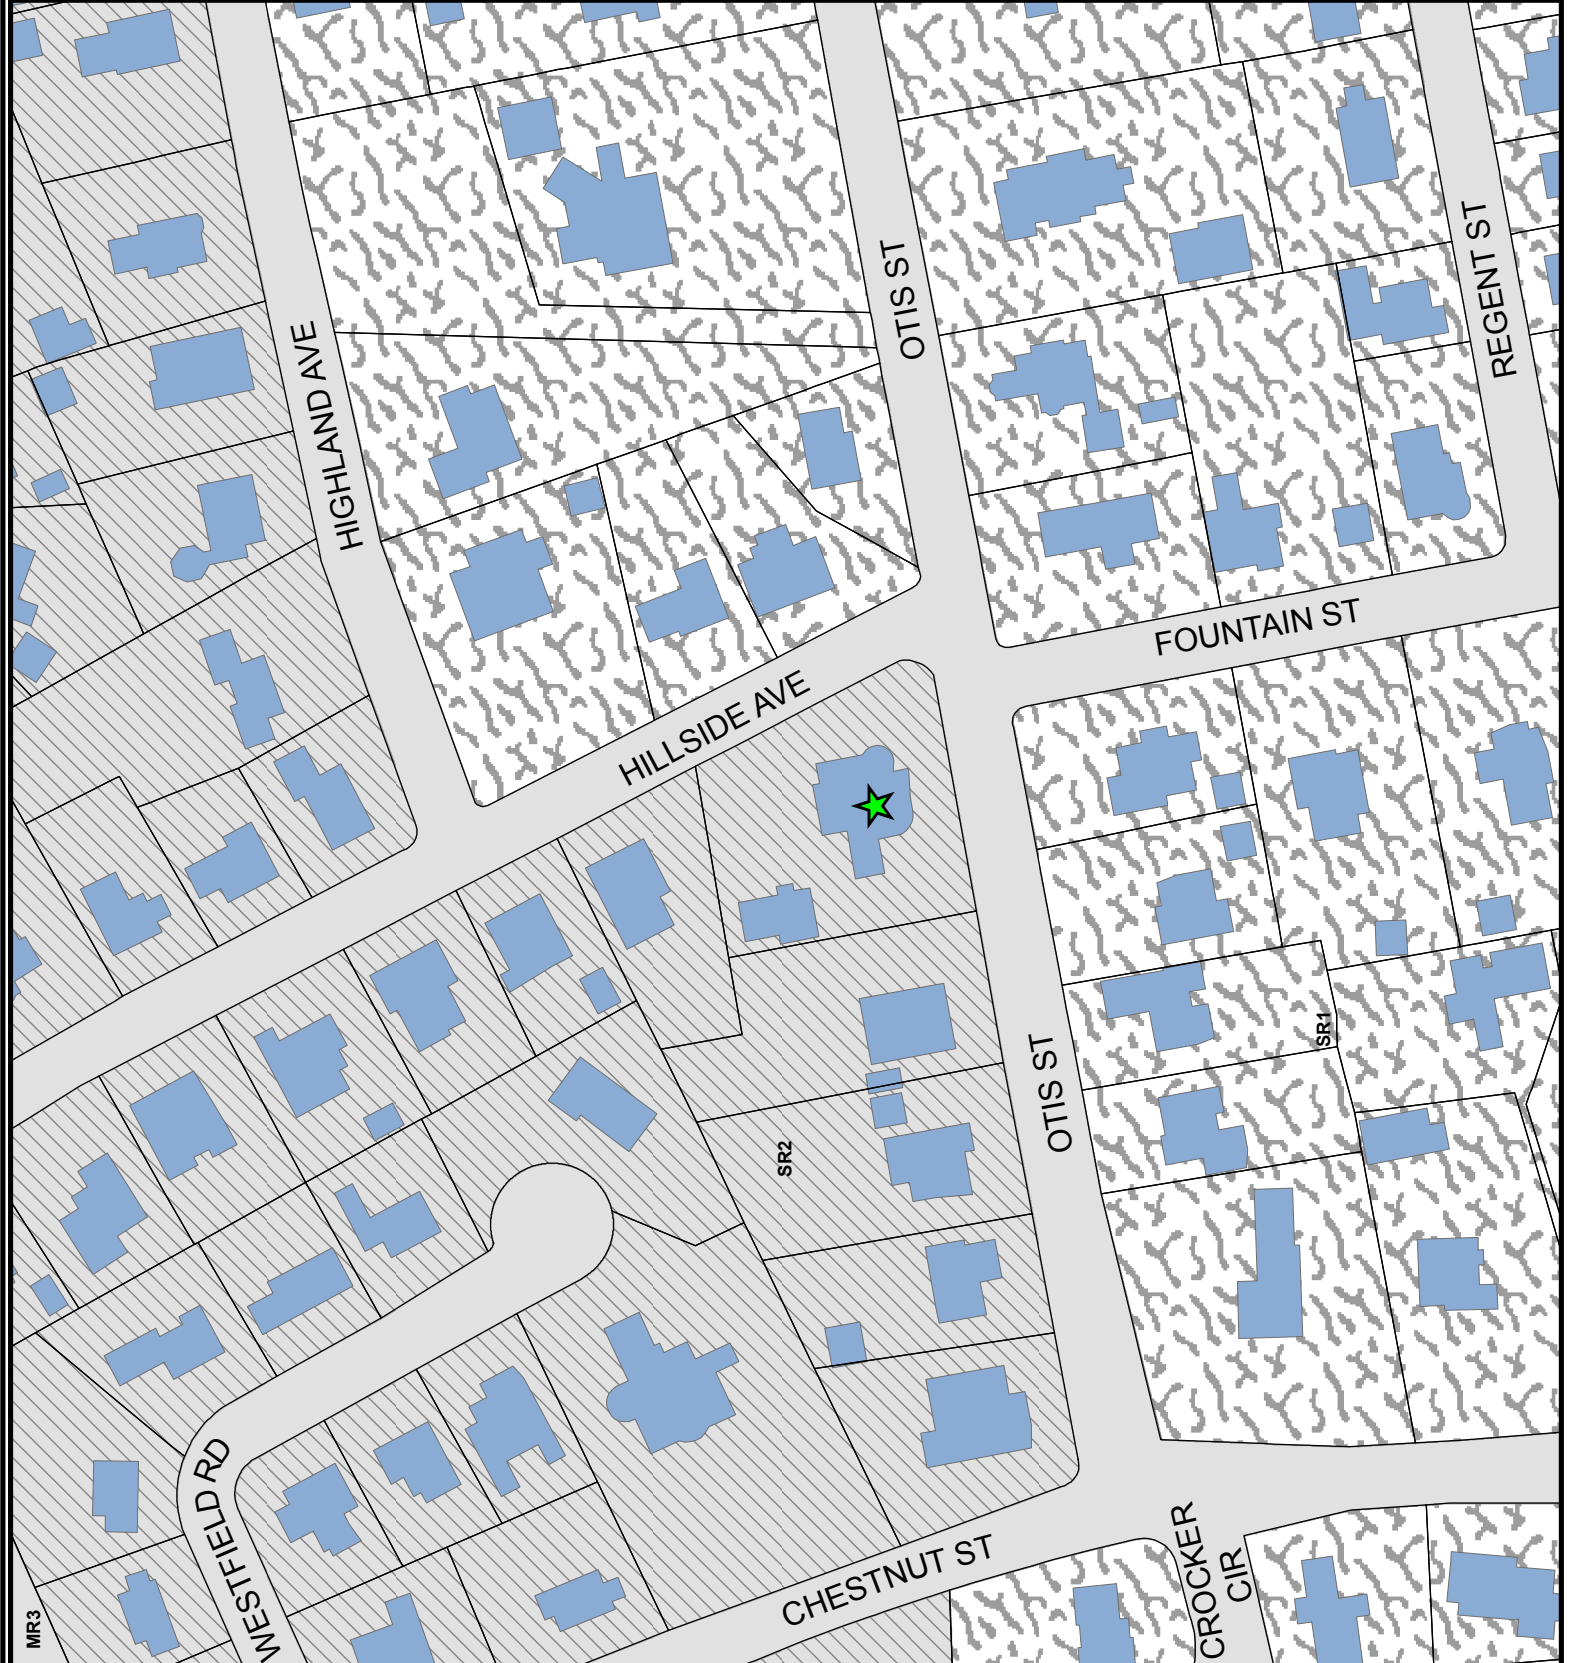 OTIS ST
REGENT ST
HIGHLAND AVE
FOUNTAIN ST
HILLSIDE AVE
SR1
OTIS ST
SR2
WESTFIELD RD
CHESTNUT ST
CROCKER
CIR
MR3